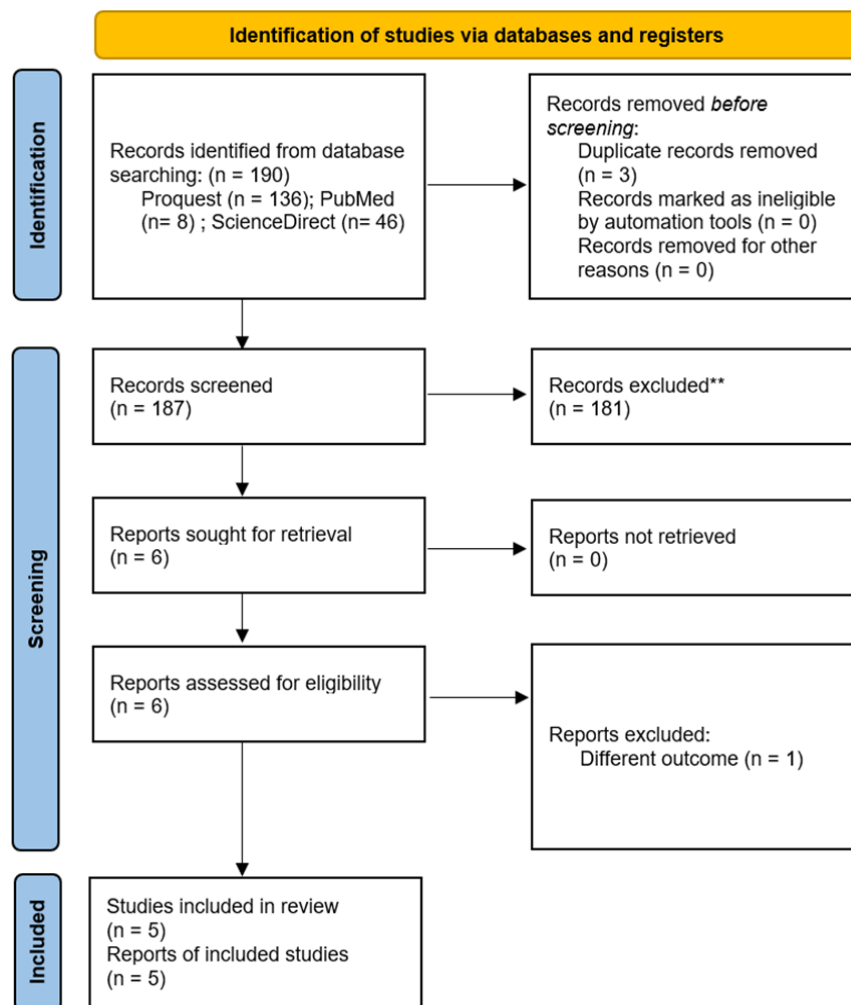 Identification of studies via databases and registers
Identification
Records identified from database
searching: (n = 190)
Proquest (n = 136); PubMed
(n= 8) ; ScienceDirect (n= 46)
Records removed before
screening:
Duplicate records removed
(n = 3)
Records marked as ineligible
by automation tools (n = 0)
Records removed for other
reasons (n = 0)
Screening
Records screened
(n = 187)
Records excluded**
(n = 181)
Reports sought for retrieval
(n = 6)
Reports not retrieved
(n = 0)
Reports assessed for eligibility
(n = 6)
Reports excluded:
Different outcome (n = 1)
Included
Studies included in review
(n = 5)
Reports of included studies
(n = 5)